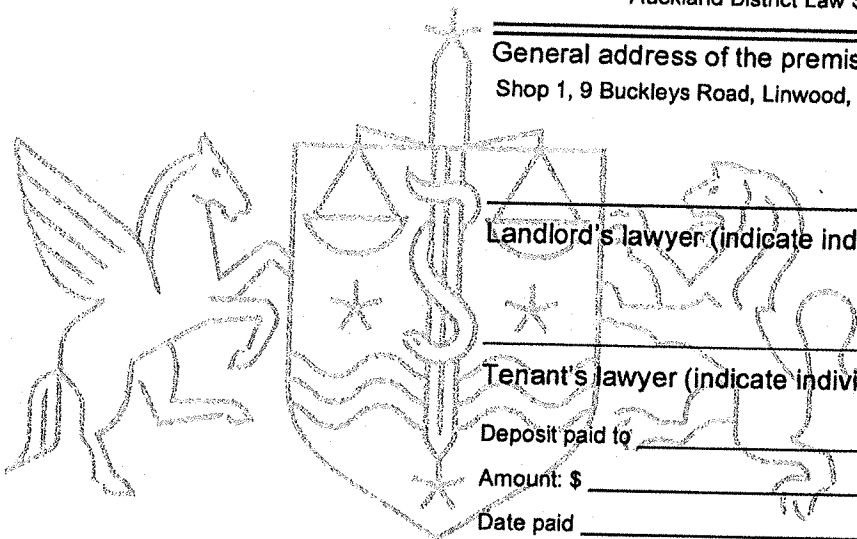 Auckland District Law S
General address of the premis
Shop 1, 9 Buckleys Road, Linwood,
Landlord's lawyer (indicate ind
Tenant's lawyer (indicate indivi
Deposit paid to
Amount: $
Date paid